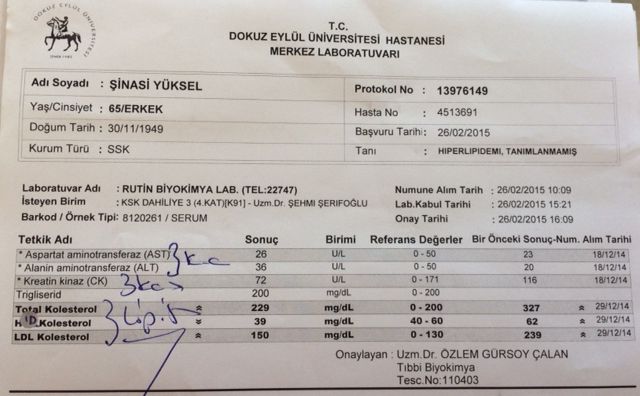 DOKUZ EYLÜL ÜNİVERSİTESİ
T.C.
DOKUZ EYLÜL ÜNİVERSİTESİ HASTANESİ
MERKEZ LABORATUVARI
Adı Soyadı : ŞİNASİ YÜKSEL
Yaş/Cinsiyet : 65/ERKEK
Doğum Tarih : 30/11/1949
Kurum Türü : SSK
Protokol No : 13976149
Hasta No : 4513691
Başvuru Tarihi : 26/02/2015
Tanı : HİPERLİPİDEMİ, TANIMLANMAMIŞ
Laboratuvar Adı : RUTİN BİYOKİMYA LAB. (TEL:22747)
İsteyen Birim : KSK DAHİLİYE 3 (4.KAT)[K91] - Uzm.Dr. ŞEHMİ ŞERIFOĞLU
Barkod / Örnek Tipi : 8120261 / SERUM
Numune Alım Tarih : 26/02/2015 10:09
Lab.Kabul Tarihi : 26/02/2015 15:21
Onay Tarihi : 26/02/2015 16:09
Tetkik Adı Sonuç Birimi Referans Değerler Bir Önceki Sonuç-Num. Alım Tarihi
* Aspartat aminotransferaz (AST) 26 U/L 0 - 50 23 18/12/14
* Alanin aminotransferaz (ALT) 36 U/L 0 - 50 20 18/12/14
* Kreatin kinaz (CK) 72 U/L 0 - 171 116 18/12/14
Trigliserid 200 mg/dL 0 - 200
Total Kolesterol 229 mg/dL 0 - 200 327 29/12/14
Kolesterol 39 mg/dL 40 - 60 62 29/12/14
LDL Kolesterol 150 mg/dL 0 - 130 239 29/12/14
Onaylayan : Uzm.Dr. ÖZLEM GÜRSOY ÇALAN
Tıbbi Biyokimya
Tesc.No:110403